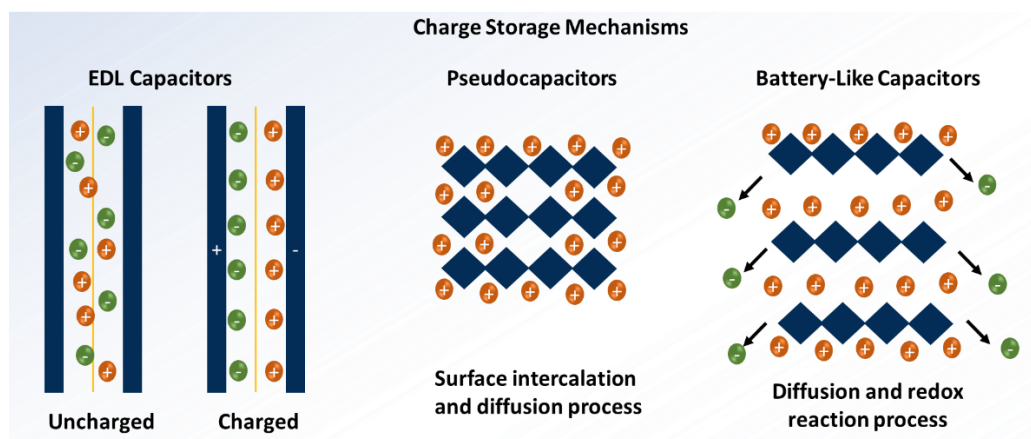 Charge Storage Mechanisms
EDL Capacitors
Pseudocapacitors
Battery-Like Capacitors
+
-
Uncharged
Charged
Surface intercalation
and diffusion process
Diffusion and redox
reaction process